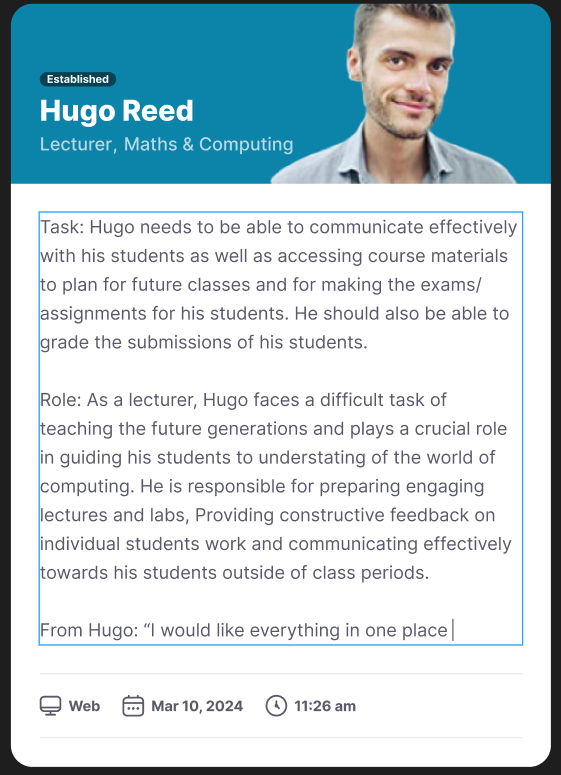 Established
Hugo Reed
Lecturer, Maths & Computing
Task: Hugo needs to be able to communicate effectively
with his students as well as accessing course materials
to plan for future classes and for making the exams/
assignments for his students. He should also be able to
grade the submissions of his students.
Role: As a lecturer, Hugo faces a difficult task of
teaching the future generations and plays a crucial role
in guiding his students to understating of the world of
computing. He is responsible for preparing engaging
lectures and labs, Providing constructive feedback on
individual students work and communicating effectively
towards his students outside of class periods.
From Hugo: “I would like everything in one place
Web Mar 10, 2024 11:26 am